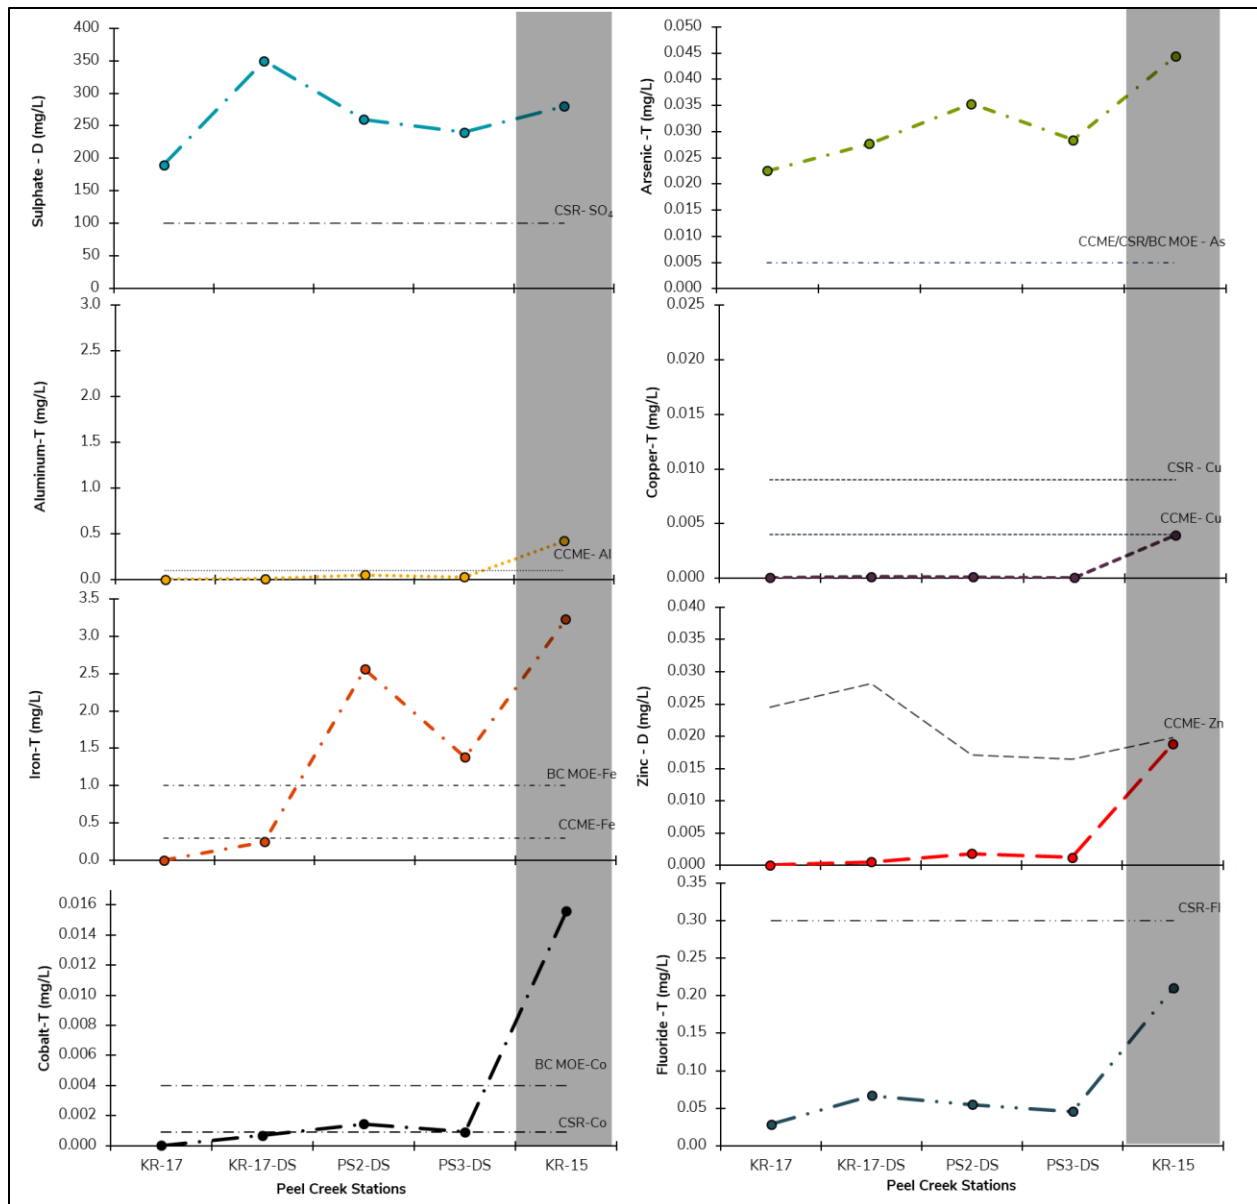 Sulphate - D (mg/L)
400
350
300
250
200
150
100
50
0
CSR- SO₄
Arsenic -T (mg/L)
0.050
0.045
0.040
0.035
0.030
0.025
0.020
0.015
0.010
0.005
0.000
CCME/CSR/BC MOE - As
Aluminum-T (mg/L)
3.0
2.5
2.0
1.5
1.0
0.5
0.0
CCME- Al
Copper-T (mg/L)
0.025
0.020
0.015
0.010
0.005
0.000
CSR - Cu
CCME- Cu
Iron-T (mg/L)
3.5
3.0
2.5
2.0
1.5
1.0
0.5
0.0
BC MOE-Fe
CCME-Fe
Zinc - D (mg/L)
0.040
0.035
0.030
0.025
0.020
0.015
0.010
0.005
0.000
CCME- Zn
Cobalt-T (mg/L)
0.016
0.014
0.012
0.010
0.008
0.006
0.004
0.002
0.000
BC MOE-Co
CSR-Co
KR-17
KR-17-DS
PS2-DS
PS3-DS
KR-15
Peel Creek Stations
Fluoride -T (mg/L)
0.35
0.30
0.25
0.20
0.15
0.10
0.05
0.00
CSR-Fl
KR-17
KR-17-DS
PS2-DS
PS3-DS
KR-15
Peel Creek Stations